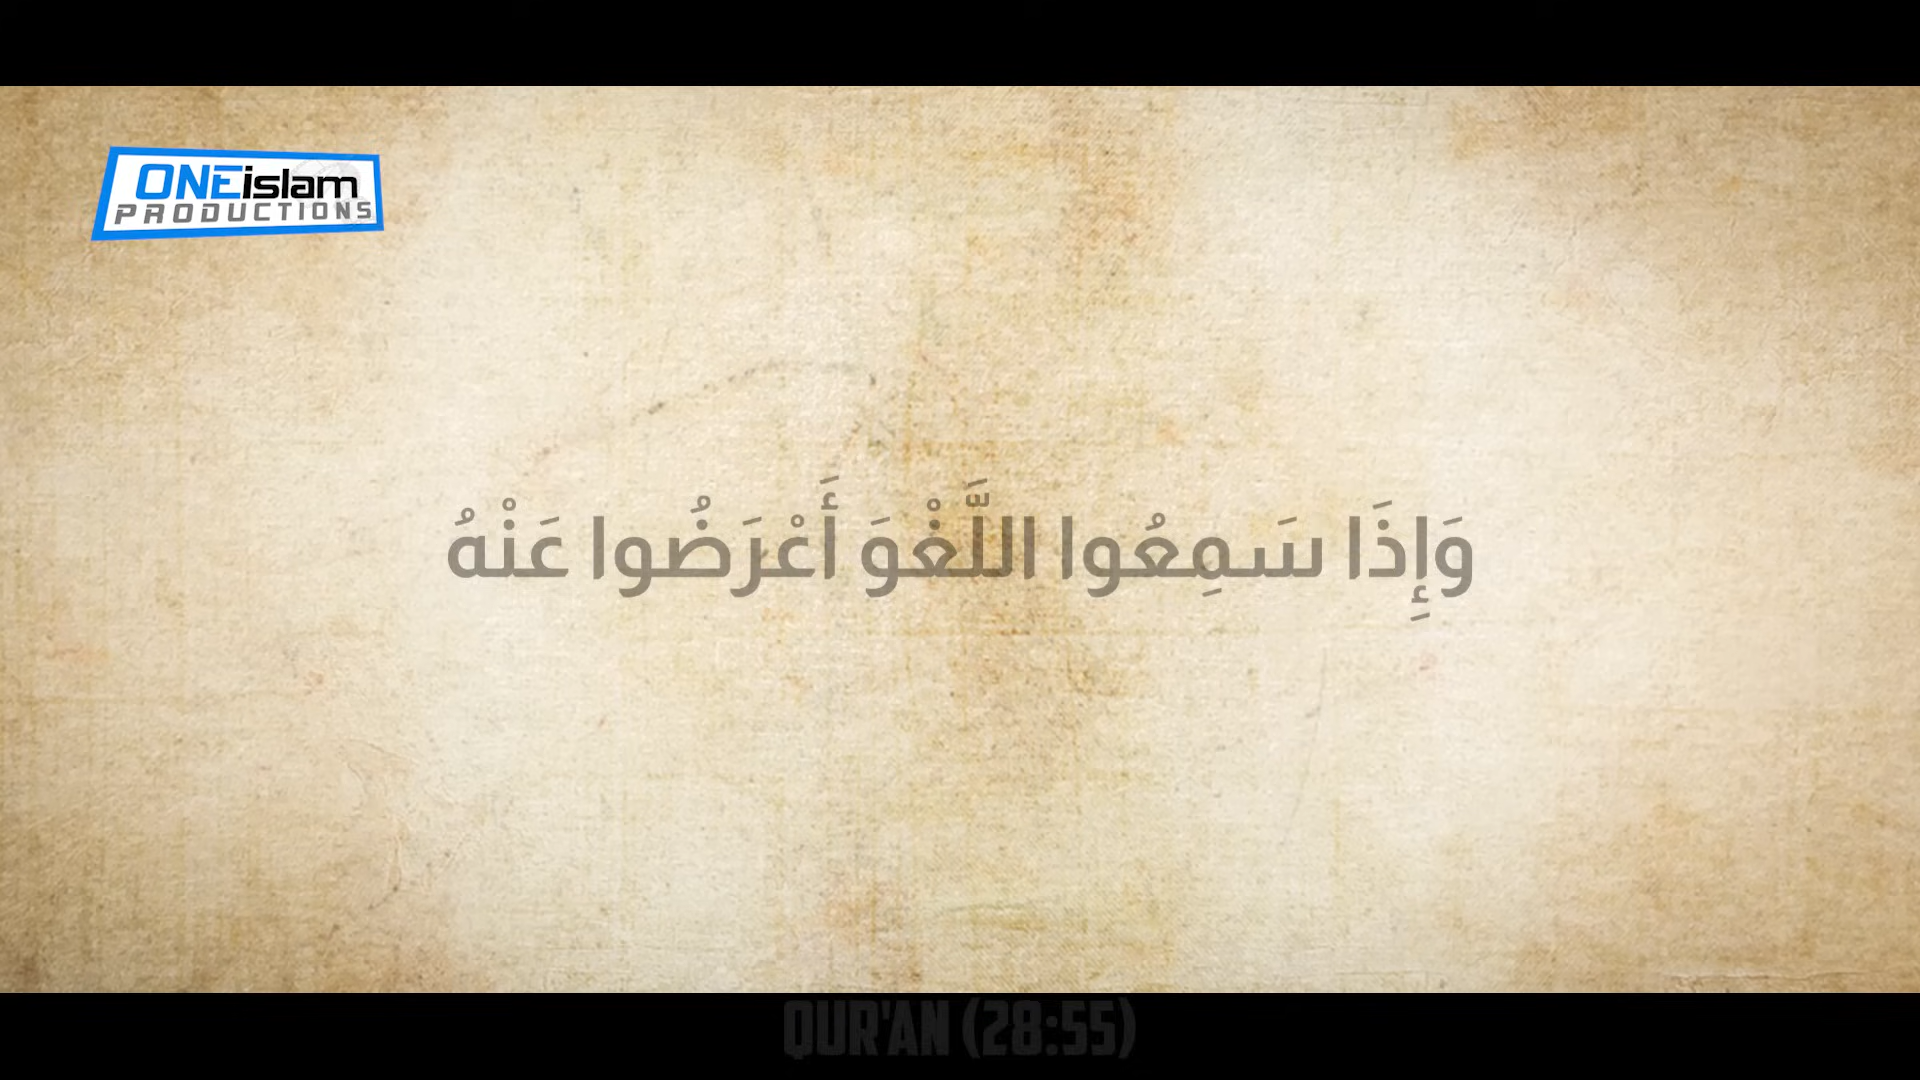 ONEislam
PRODUCTIONS
وَإِذَا سَمِعُوا اللَّغْوَ أَعْرَضُوا عَنْهُ
QUR'AN (28:55)